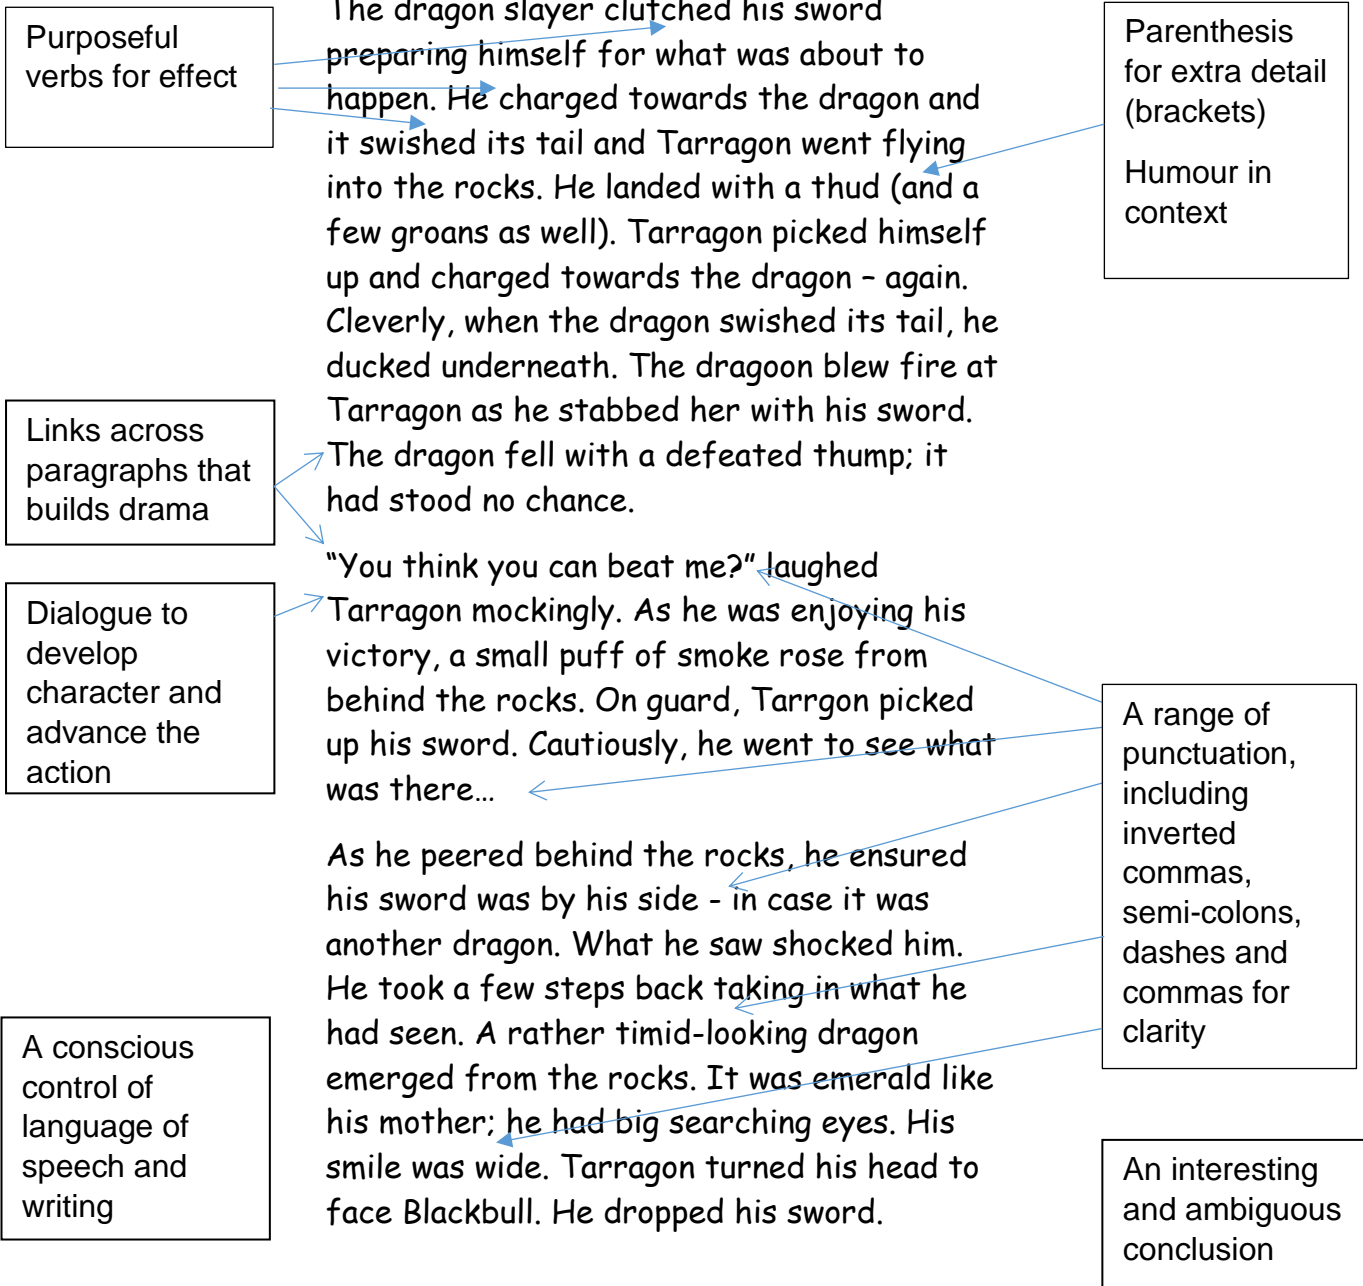 Purposeful
verbs for effect
The dragon slayer clutched his sword
preparing himself for what was about to
happen. He charged towards the dragon and
it swished its tail and Tarragon went flying
into the rocks. He landed with a thud (and a
few groans as well). Tarragon picked himself
up and charged towards the dragon – again.
Cleverly, when the dragon swished its tail, he
ducked underneath. The dragoon blew fire at
Tarragon as he stabbed her with his sword.
The dragon fell with a defeated thump; it
had stood no chance.
Parenthesis
for extra detail
(brackets)
Humour in
context
Links across
paragraphs that
builds drama
Dialogue to
develop
character and
advance the
action
“You think you can beat me?” laughed
Tarragon mockingly. As he was enjoying his
victory, a small puff of smoke rose from
behind the rocks. On guard, Tarrgon picked
up his sword. Cautiously, he went to see what
was there…
As he peered behind the rocks, he ensured
his sword was by his side - in case it was
another dragon. What he saw shocked him.
He took a few steps back taking in what he
had seen. A rather timid-looking dragon
emerged from the rocks. It was emerald like
his mother; he had big searching eyes. His
smile was wide. Tarragon turned his head to
face Blackbull. He dropped his sword.
A range of
punctuation,
including
inverted
commas,
semi-colons,
dashes and
commas for
clarity
A conscious
control of
language of
speech and
writing
An interesting
and ambiguous
conclusion